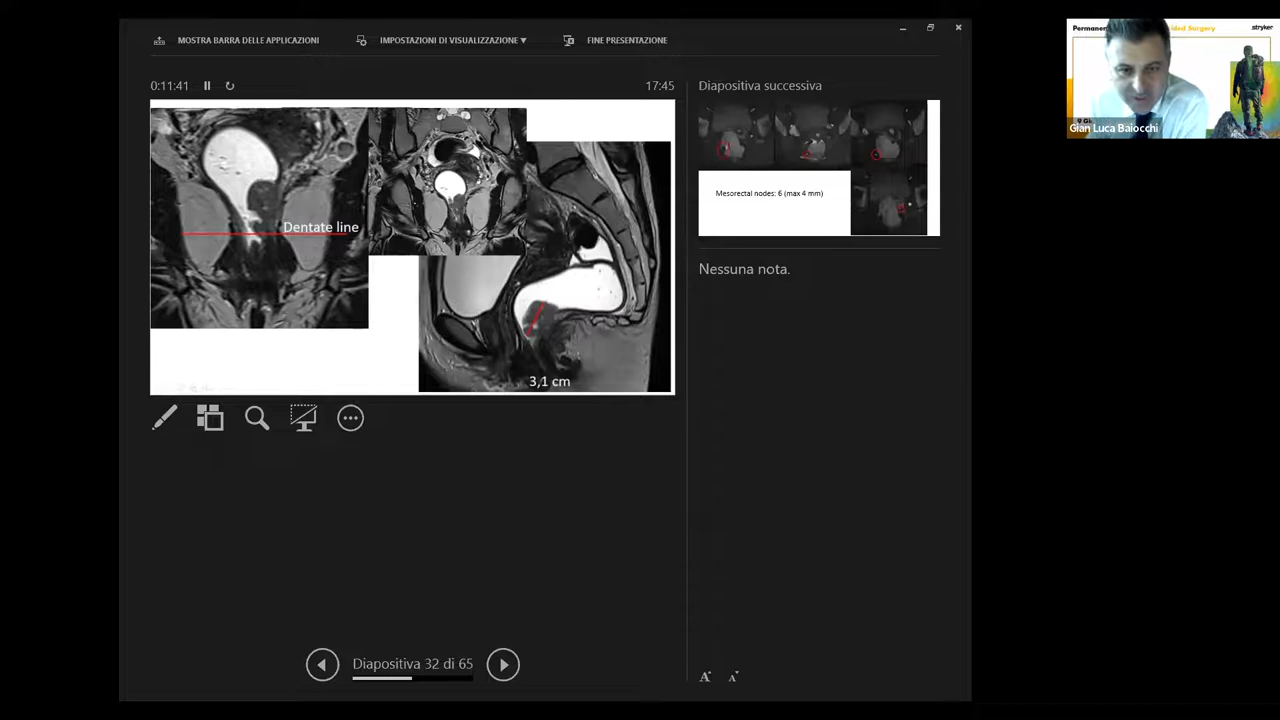 MOSTRA BARRA DELLE APPLICAZIONI
IMPOSTAZIONI DI VISUALIZZAZIONE ▼
FINE PRESENTAZIONE
0:11:41
17:45
Dentate line
3,1 cm
Diapositiva successiva
Mesorectal nodes: 6 (max 4 mm)
Nessuna nota.
Diapositiva 32 di 65
A
A
Surgery
stryker
Gian Luca Baiocchi